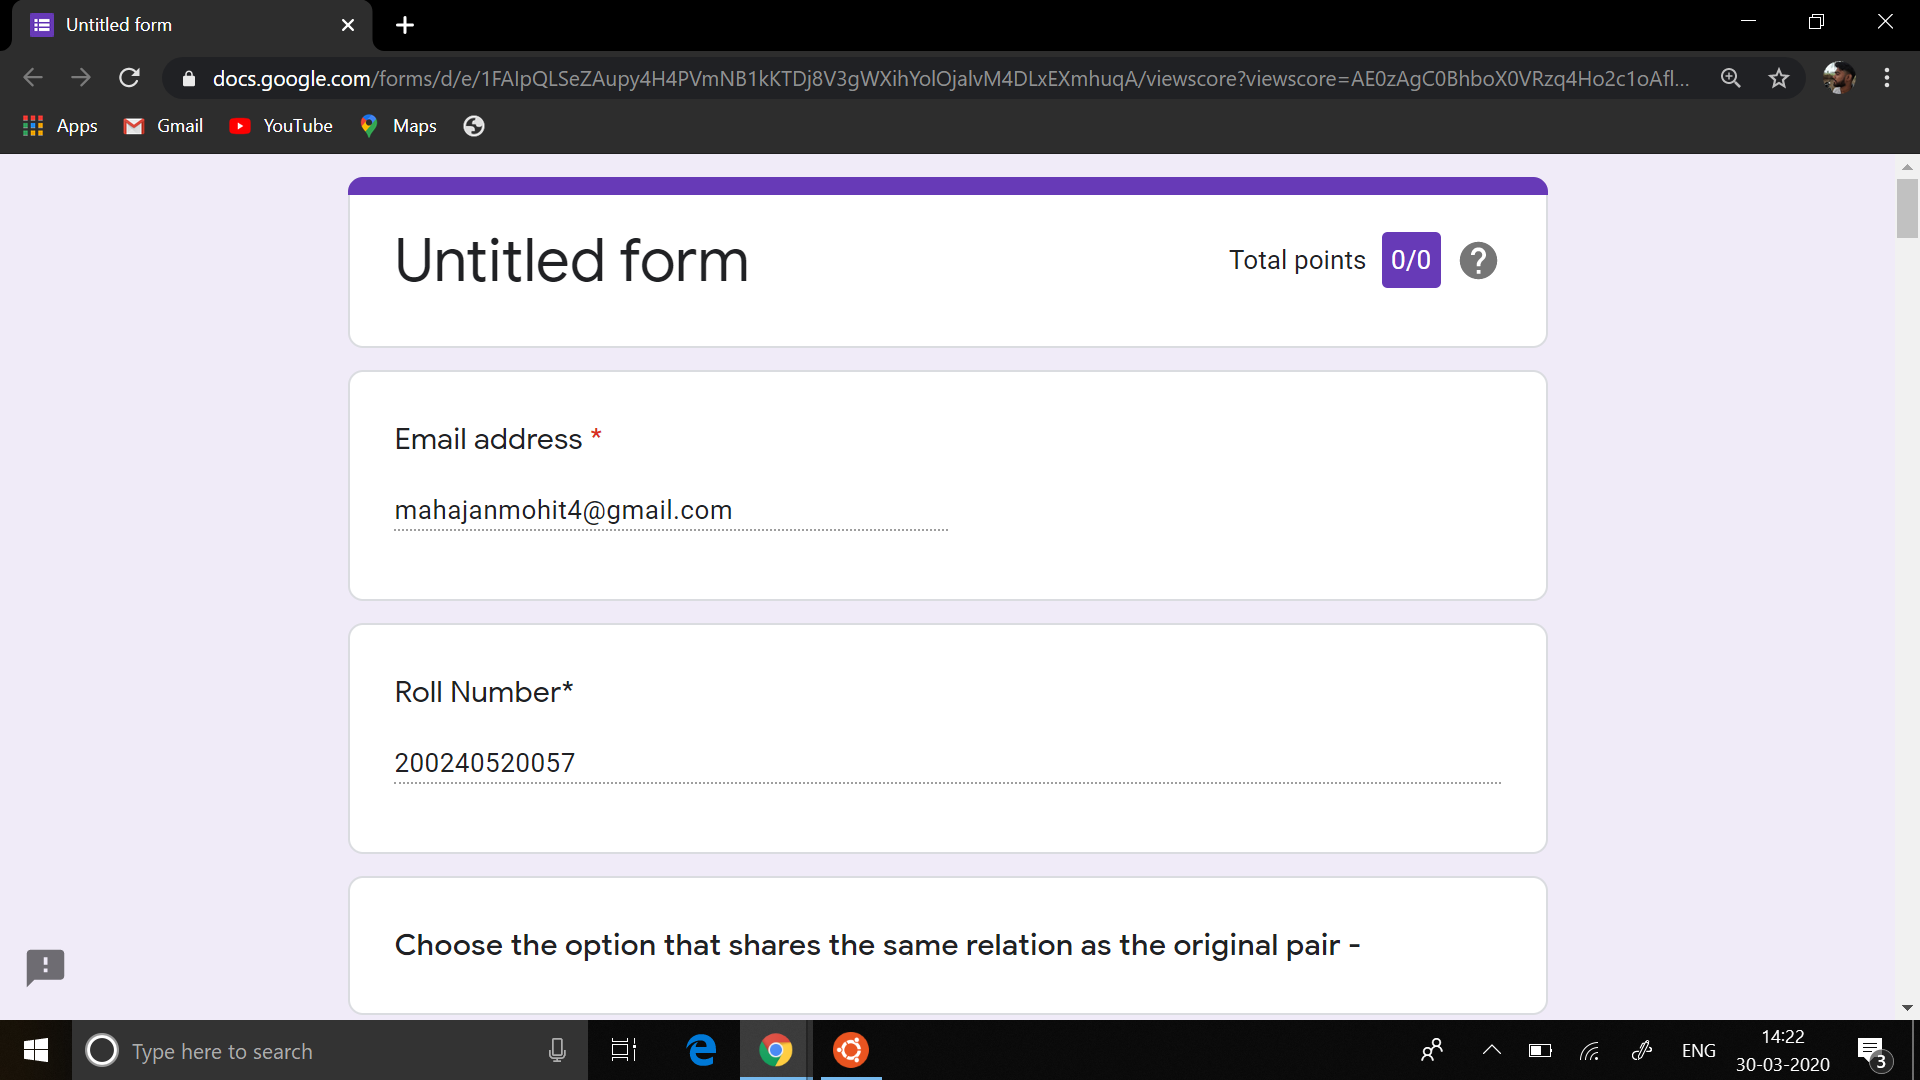 Untitled form
docs.google.com/forms/d/e/1FAIpQLSeZAupy4H4PVmNB1kKTDj8V3gWXihYolOjalvM4DLxEXmhuqA/viewscore?viewscore=AE0zAgC0BhboX0VRzq4Ho2c1oAfl...
Apps Gmail YouTube Maps
Untitled form
Total points 0/0
Email address *
mahajanmohit4@gmail.com
Roll Number*
200240520057
Choose the option that shares the same relation as the original pair -
Type here to search
ENG
14:22
30-03-2020
3